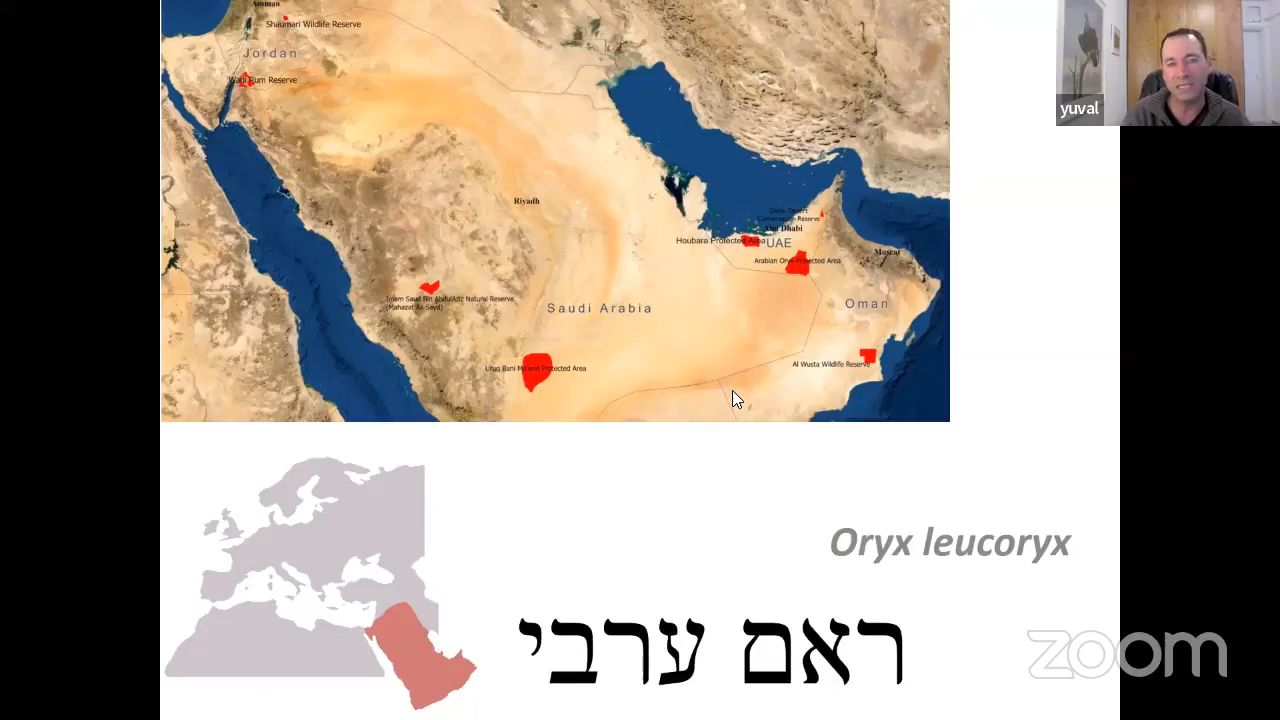 Amman
Shaumari Wildlife Reserve
Jordan
Wadi Rum Reserve
yuval
Riyadh
Dubai Desert
Conservation Reserve
Abu Dhabi
Houbara Protected Area
UAE
Muscat
Arabian Oryx Protected Area
Imam Saud Bin AbdulAziz Natural Reserve
(Mahazat As-Sayd)
Saudi Arabia
Oman
Uruq Bani Ma'arid Protected Area
Al Wusta Wildlife Reserve
Oryx leucoryx
ראם ערבי
zoom